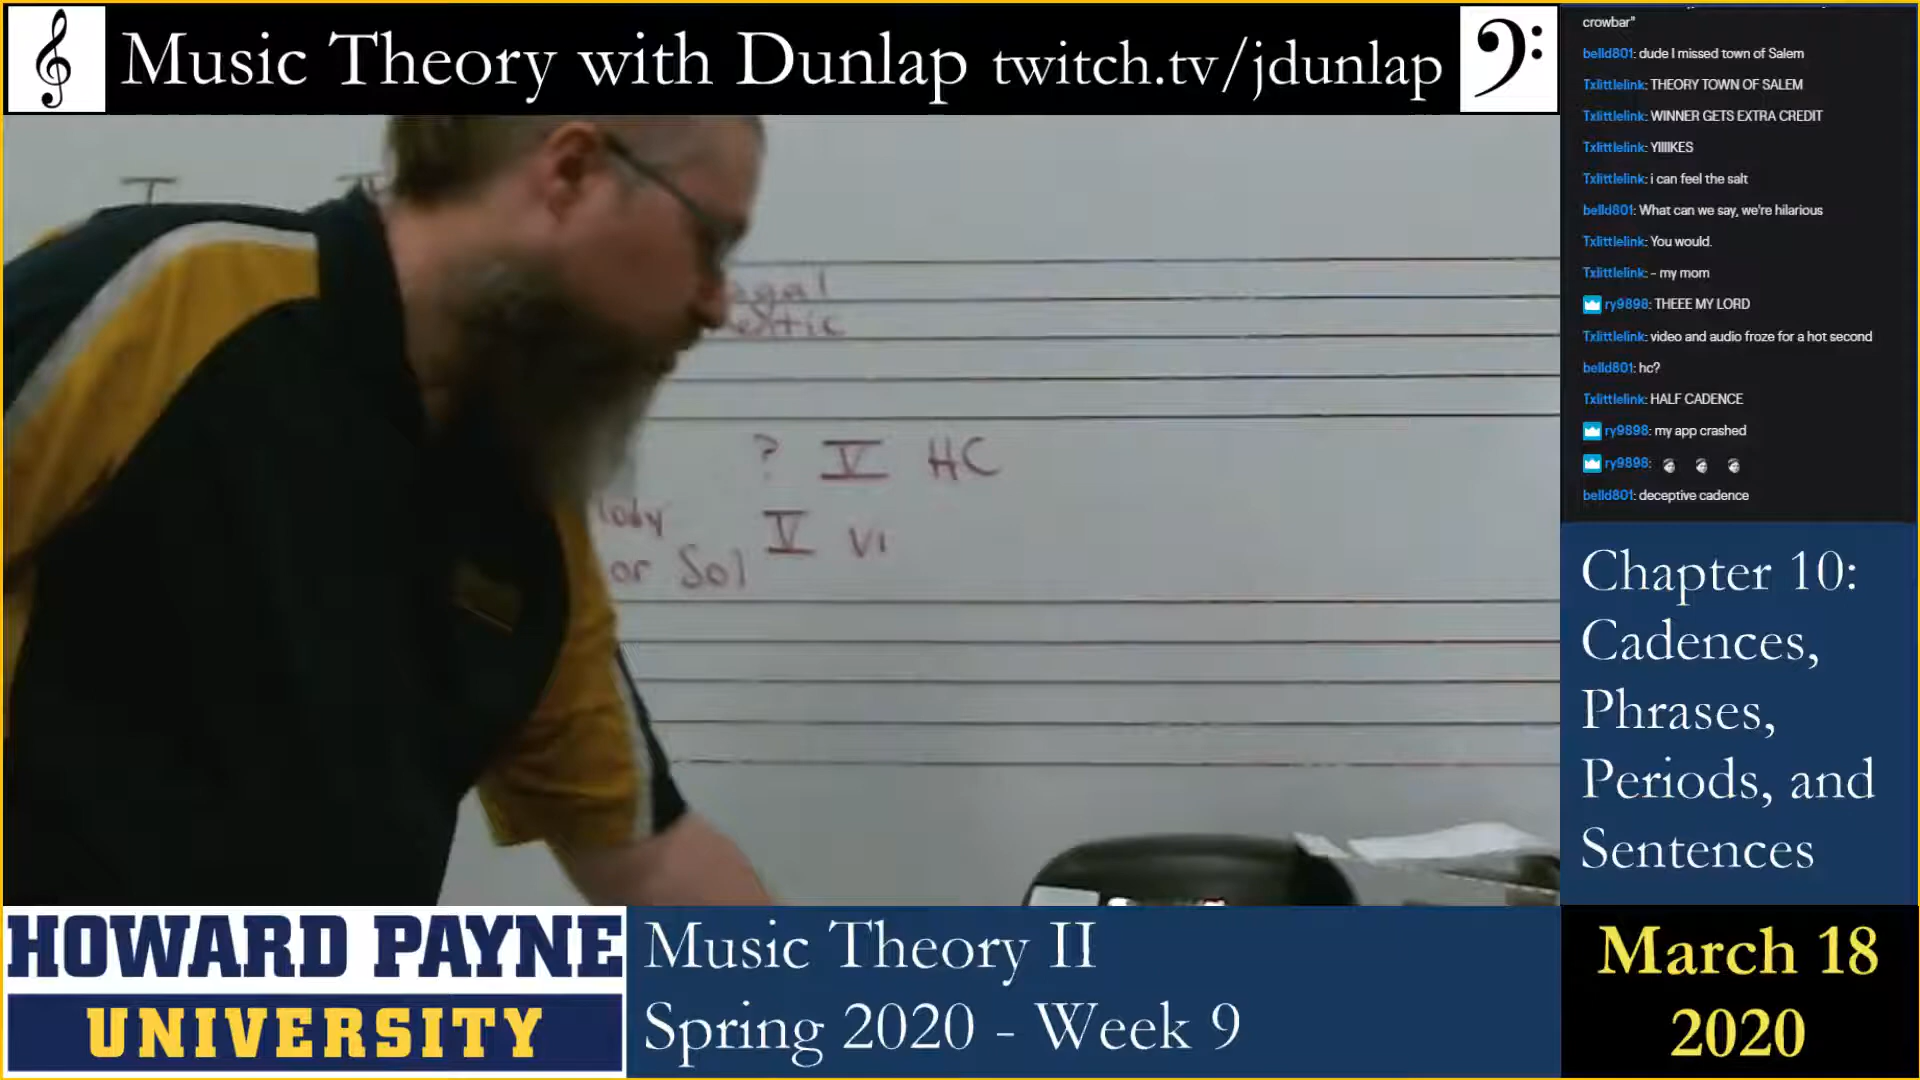 Music Theory with Dunlap twitch.tv/jdunlap
crowbar"
belld801: dude I missed town of Salem
Txlittlelink: THEORY TOWN OF SALEM
Txlittlelink: WINNER GETS EXTRA CREDIT
Txlittlelink: YIIIIKES
Txlittlelink: i can feel the salt
belld801: What can we say, we're hilarious
Txlittlelink: You would.
Txlittlelink: - my mom
ry9898: THEEE MY LORD
Txlittlelink: video and audio froze for a hot second
belld801: hc?
Txlittlelink: HALF CADENCE
ry9898: my app crashed
ry9898:
belld801: deceptive cadence
? V HC
V vi
or Sol
Chapter 10:
Cadences,
Phrases,
Periods, and
Sentences
HOWARD PAYNE
UNIVERSITY
Music Theory II
Spring 2020 - Week 9
March 18
2020